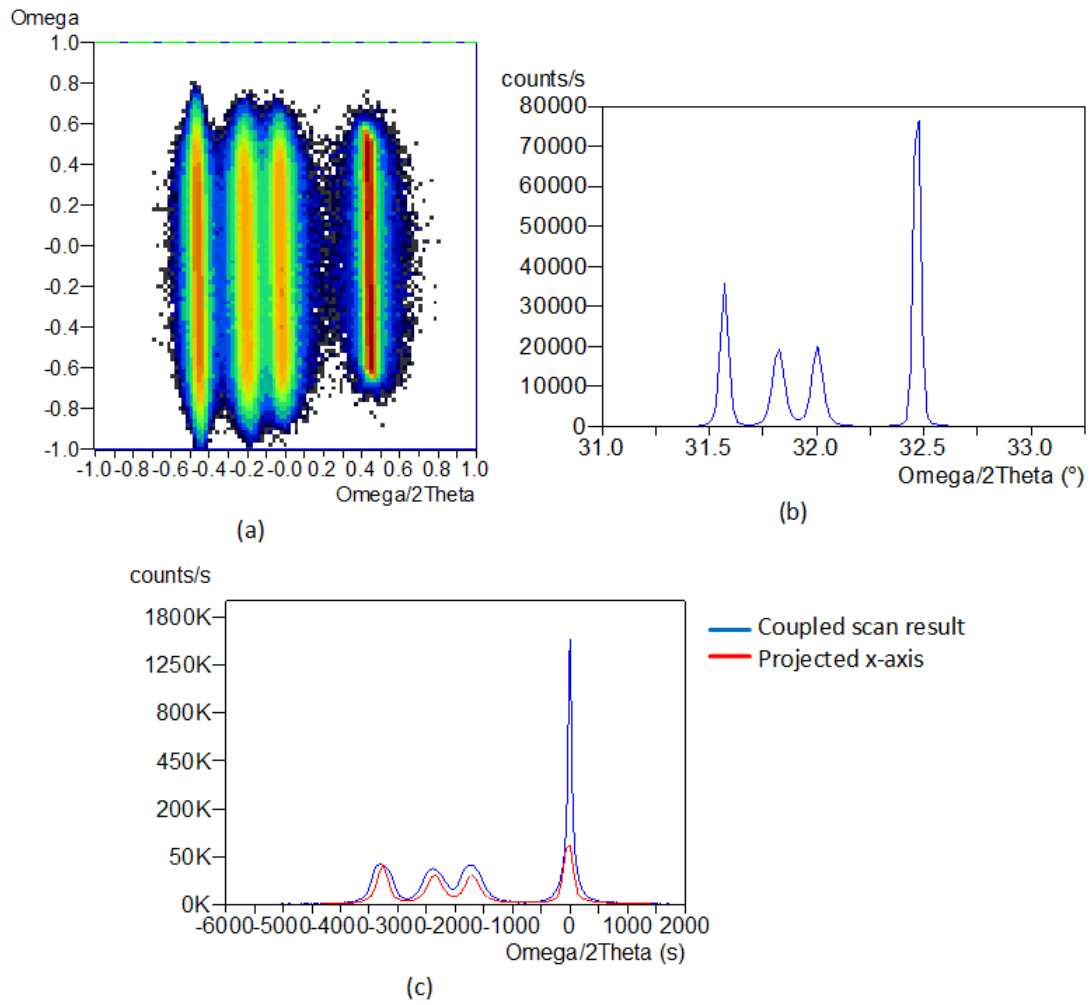 Omega
1.0
0.8
0.6
0.4
0.2
-0.0
-0.2
-0.4
-0.6
-0.8
-1.0
-1.0 -0.8 -0.6 -0.4 -0.2 -0.0 0.2 0.4 0.6 0.8 1.0
Omega/2Theta
(a)
counts/s
80000
70000
60000
50000
40000
30000
20000
10000
0
31.0 31.5 32.0 32.5 33.0
Omega/2Theta (°)
(b)
counts/s
1800K
1250K
800K
450K
200K
50K
0K
-6000 -5000 -4000 -3000 -2000 -1000 0 1000 2000
Omega/2Theta (s)
Coupled scan result
Projected x-axis
(c)